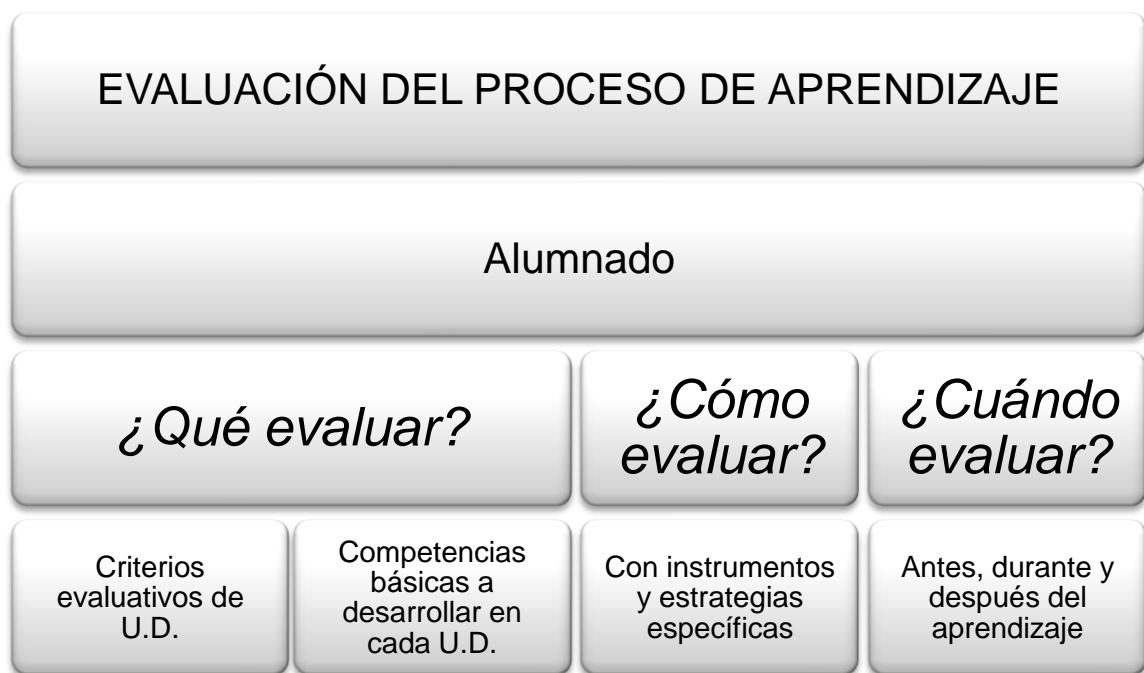 EVALUACIÓN DEL PROCESO DE APRENDIZAJE
Alumnado
¿Qué evaluar?
¿Cómo
evaluar?
¿Cuándo
evaluar?
Criterios
evaluativos de
U.D.
Competencias
básicas a
desarrollar en
cada U.D.
Con instrumentos
y estrategias
específicas
Antes, durante y
después del
aprendizaje